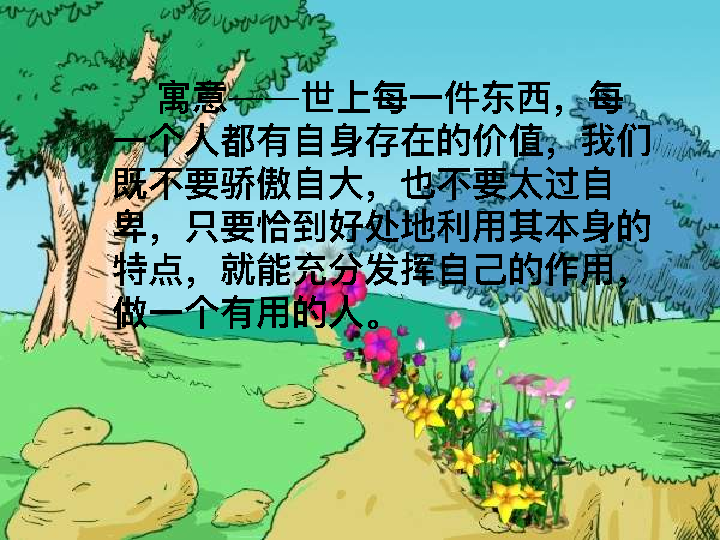 寓意——世上每一件东西，每
一个人都有自身存在的价值，我们
既不要骄傲自大，也不要太过自
卑，只要恰到好处地利用其本身的
特点，就能充分发挥自己的作用，
做一个有用的人。